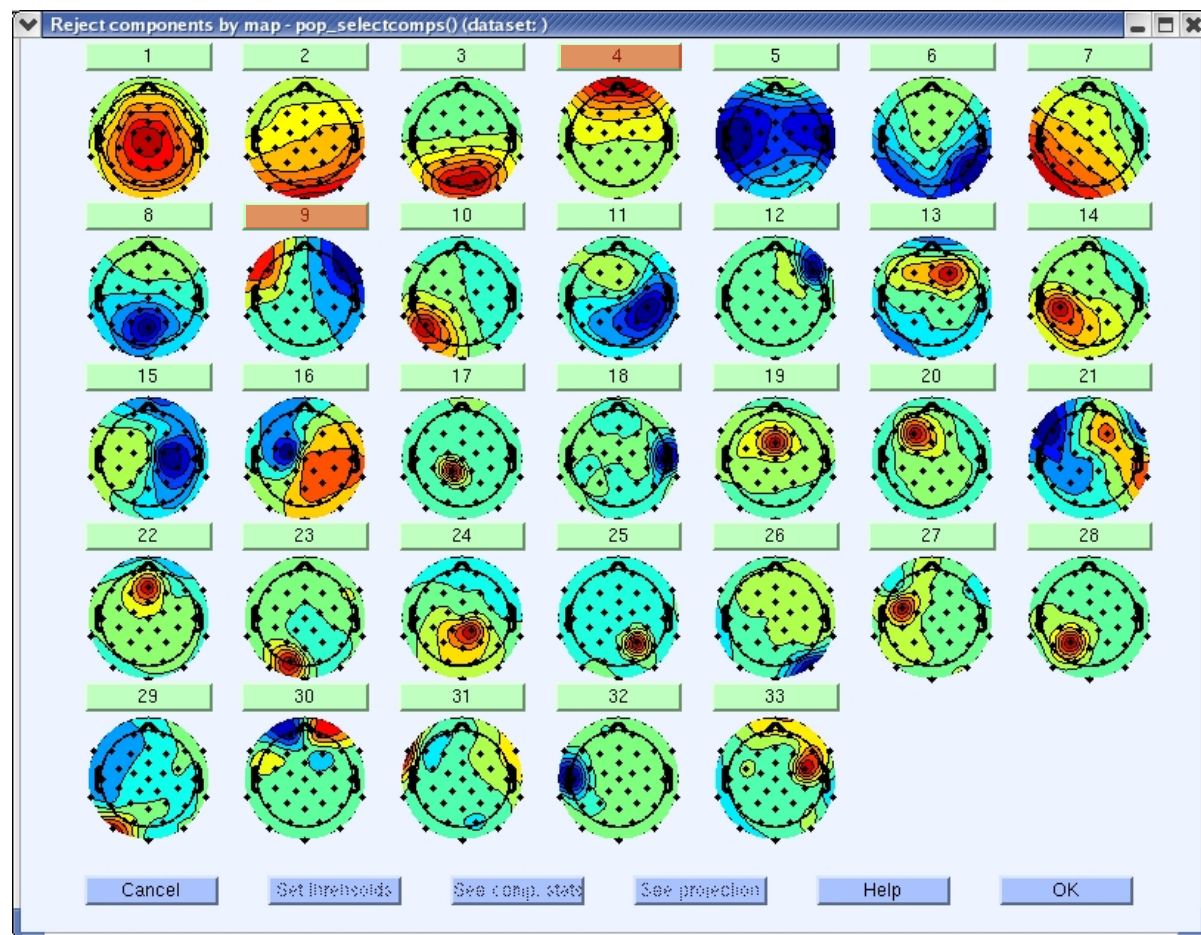 Reject components by map - pop_selectcomps() (dataset: )
1 2 3 4 5 6 7
8 9 10 11 12 13 14
15 16 17 18 19 20 21
22 23 24 25 26 27 28
29 30 31 32 33
Cancel Set threhsolds See comp. stats See projection Help OK